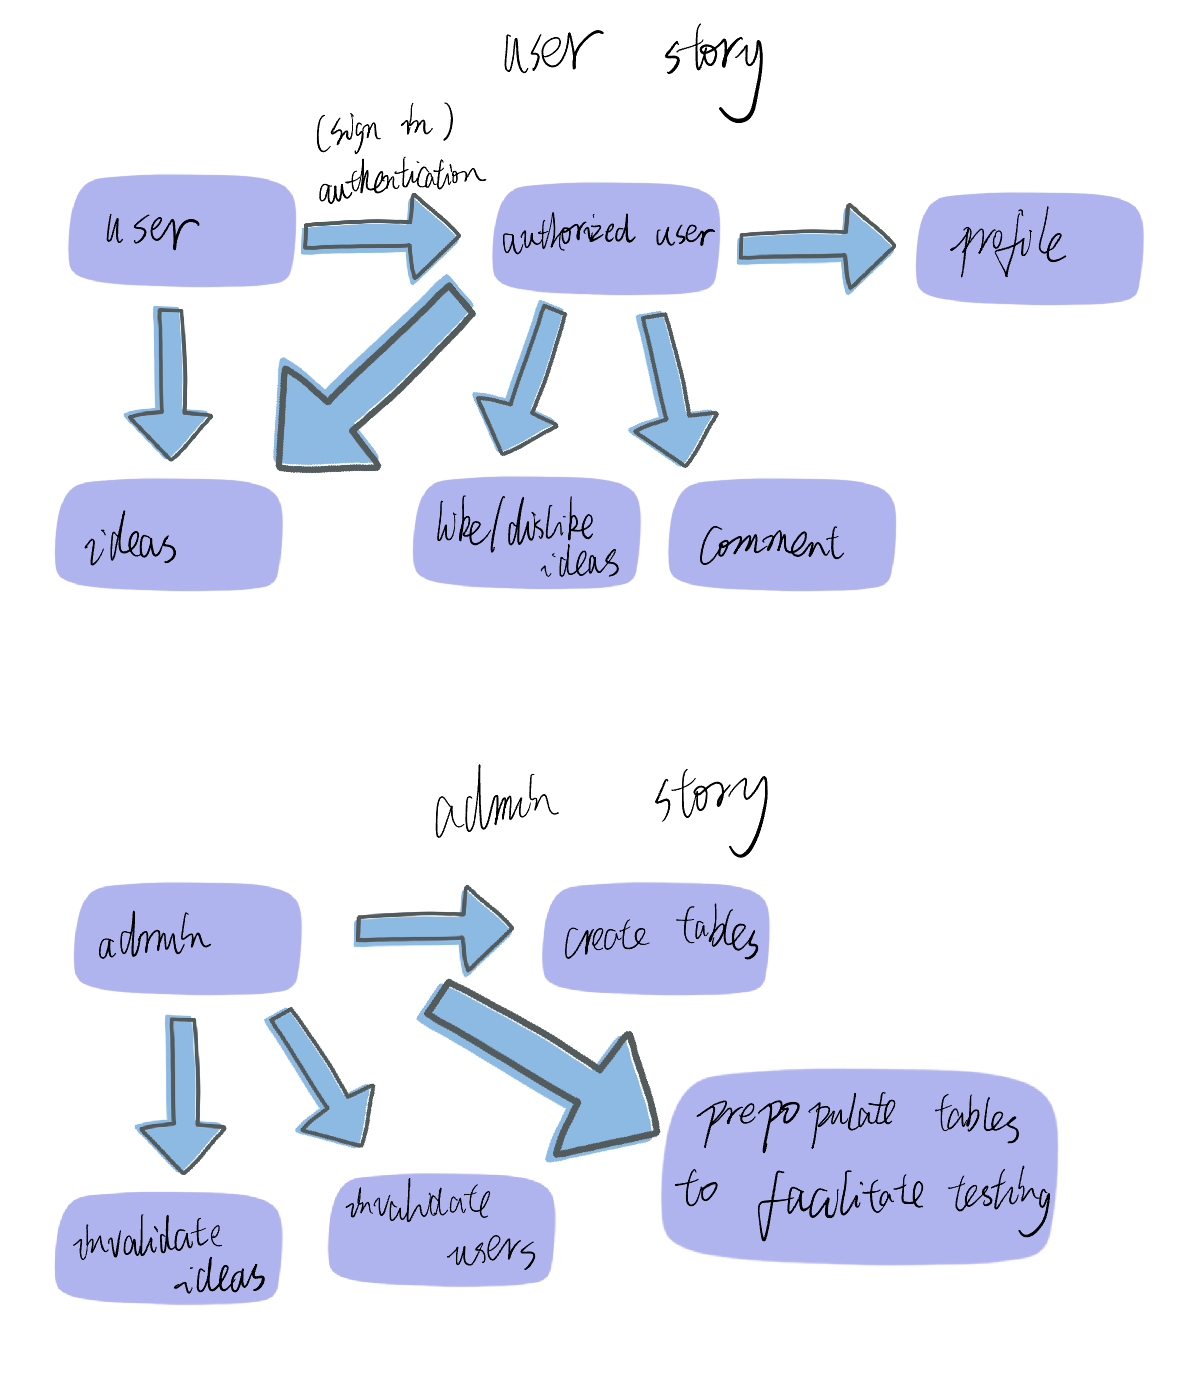 user story
(sign in)
authentication
user
authorized user
profile
ideas
like/dislike
ideas
comment
admin story
admin
create tables
prepopulate tables
to facilitate testing
invalidate
ideas
invalidate
users